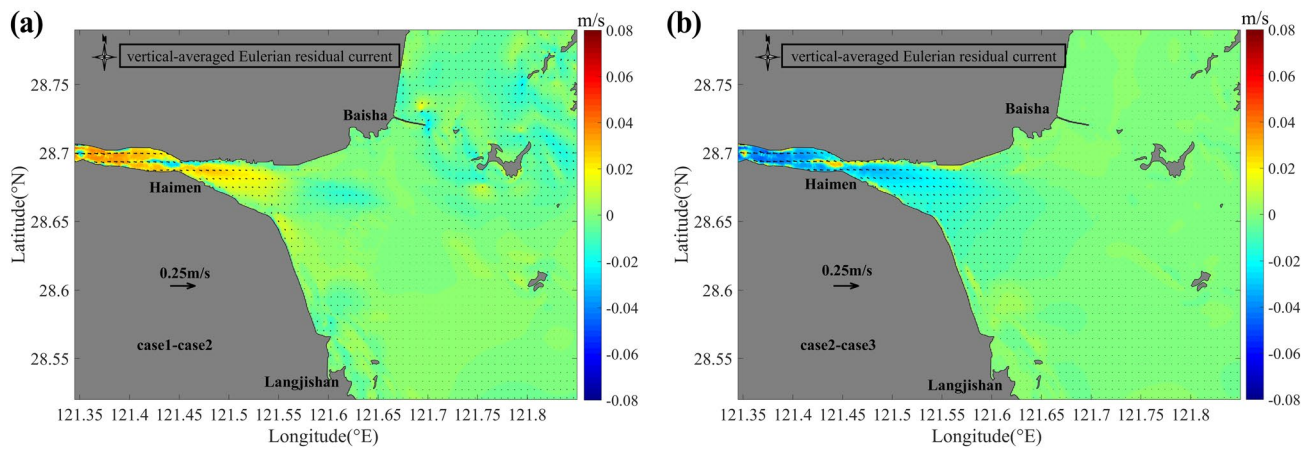 (a)
m/s
N
vertical-averaged Eulerian residual current
Baisha
Haimen
0.25m/s
case1-case2
Langjishan
Latitude(°N)
28.75
28.7
28.65
28.6
28.55
121.35 121.4 121.45 121.5 121.55 121.6 121.65 121.7 121.75 121.8
Longitude(°E)
0.08
0.06
0.04
0.02
0
-0.02
-0.04
-0.06
-0.08
(b)
m/s
N
vertical-averaged Eulerian residual current
Baisha
Haimen
0.25m/s
case2-case3
Langjishan
Latitude(°N)
28.75
28.7
28.65
28.6
28.55
121.35 121.4 121.45 121.5 121.55 121.6 121.65 121.7 121.75 121.8
Longitude(°E)
0.08
0.06
0.04
0.02
0
-0.02
-0.04
-0.06
-0.08